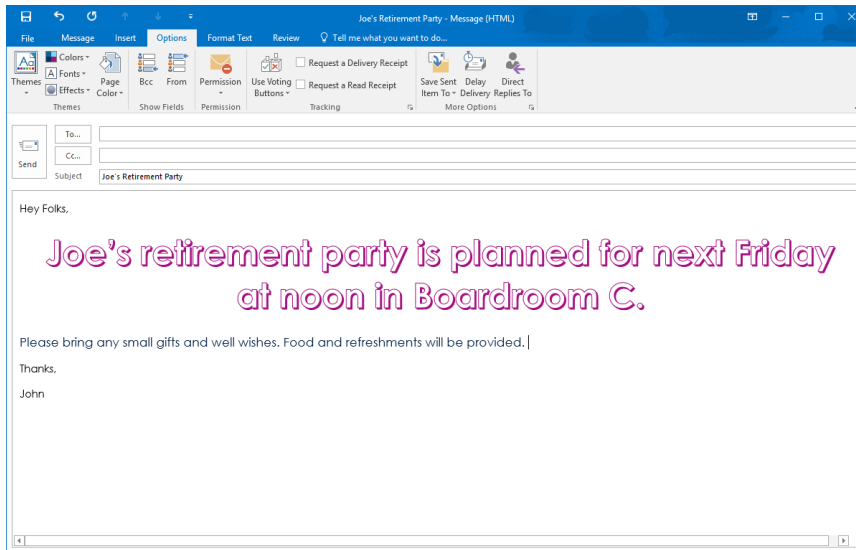 Joe's Retirement Party - Message (HTML)
File Message Insert Options Format Text Review Tell me what you want to do...
Themes
Colors
Fonts
Effects
Page Color
Themes
Bcc
From
Show Fields
Permission
Permission
Use Voting Buttons
Request a Delivery Receipt
Request a Read Receipt
Tracking
Save Sent Item To
Delay Delivery
Direct Replies To
More Options
Send
To...
Cc...
Subject Joe's Retirement Party
Hey Folks,
Joe's retirement party is planned for next Friday
at noon in Boardroom C.
Please bring any small gifts and well wishes. Food and refreshments will be provided.
Thanks,
John